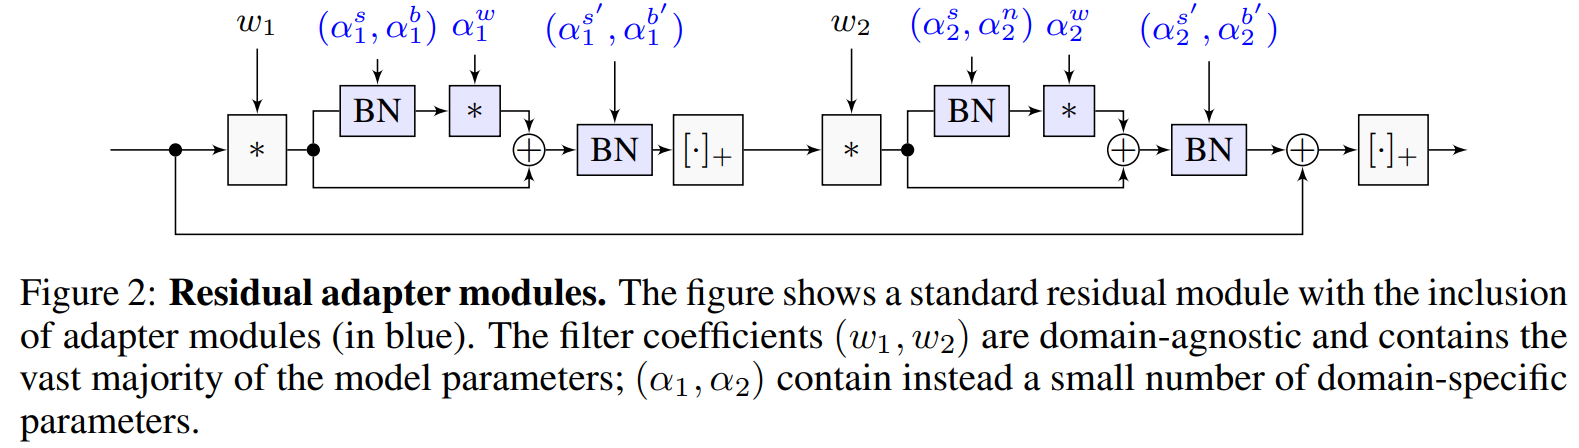 w₁ (α₁ˢ, α₁ᵇ) α₁ʷ (α₁ˢ′, α₁ᵇ′) w₂ (α₂ˢ, α₂ⁿ) α₂ʷ (α₂ˢ′, α₂ᵇ′)
BN * BN *
* + BN [·]₊ * + BN + [·]₊
Figure 2: Residual adapter modules. The figure shows a standard residual module with the inclusion
of adapter modules (in blue). The filter coefficients (w₁, w₂) are domain-agnostic and contains the
vast majority of the model parameters; (α₁, α₂) contain instead a small number of domain-specific
parameters.